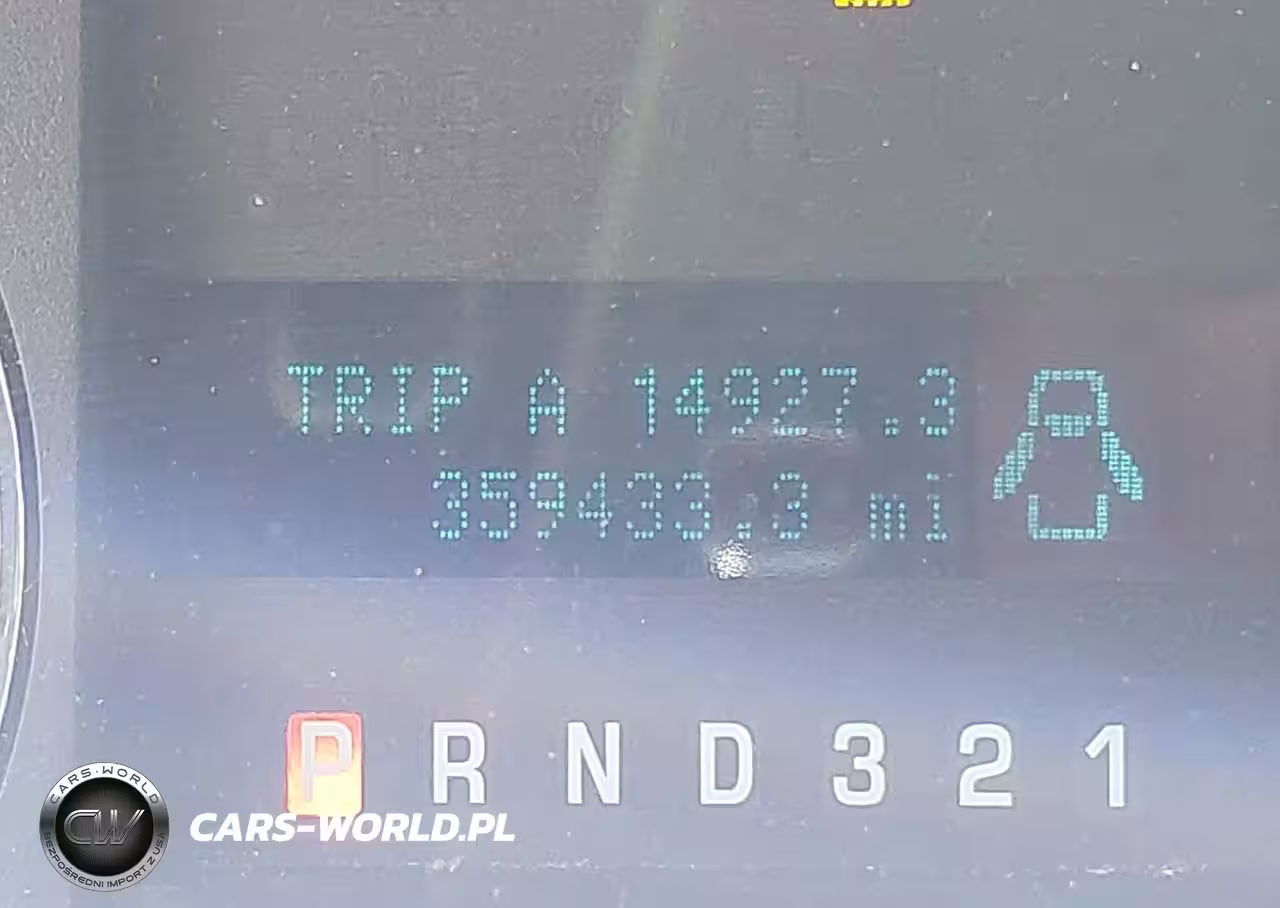 TRIP A 14927.3
359433.3 mi
P R N D 3 2 1
CARS-WORLD
CW
BEZPOŚREDNI IMPORT Z USA
CARS-WORLD.PL